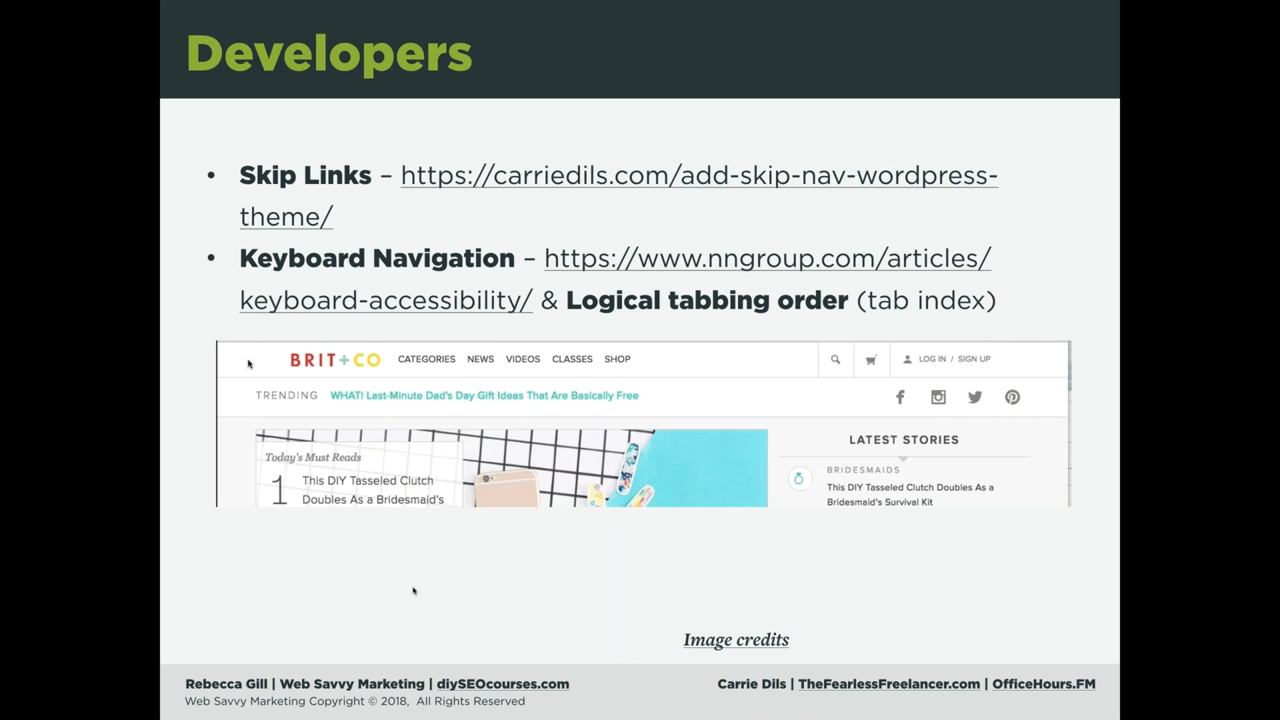 Developers
• Skip Links – https://carriedils.com/add-skip-nav-wordpress-
theme/
• Keyboard Navigation – https://www.nngroup.com/articles/
keyboard-accessibility/ & Logical tabbing order (tab index)
BRIT+CO CATEGORIES NEWS VIDEOS CLASSES SHOP LOG IN / SIGN UP
TRENDING WHAT! Last-Minute Dad's Day Gift Ideas That Are Basically Free
LATEST STORIES
Today's Must Reads
1 This DIY Tasseled Clutch
Doubles As a Bridesmaid's
BRIDESMAIDS
This DIY Tasseled Clutch Doubles As a
Bridesmaid's Survival Kit
Image credits
Rebecca Gill | Web Savvy Marketing | diySEOcourses.com
Web Savvy Marketing Copyright © 2018, All Rights Reserved
Carrie Dils | TheFearlessFreelancer.com | OfficeHours.FM